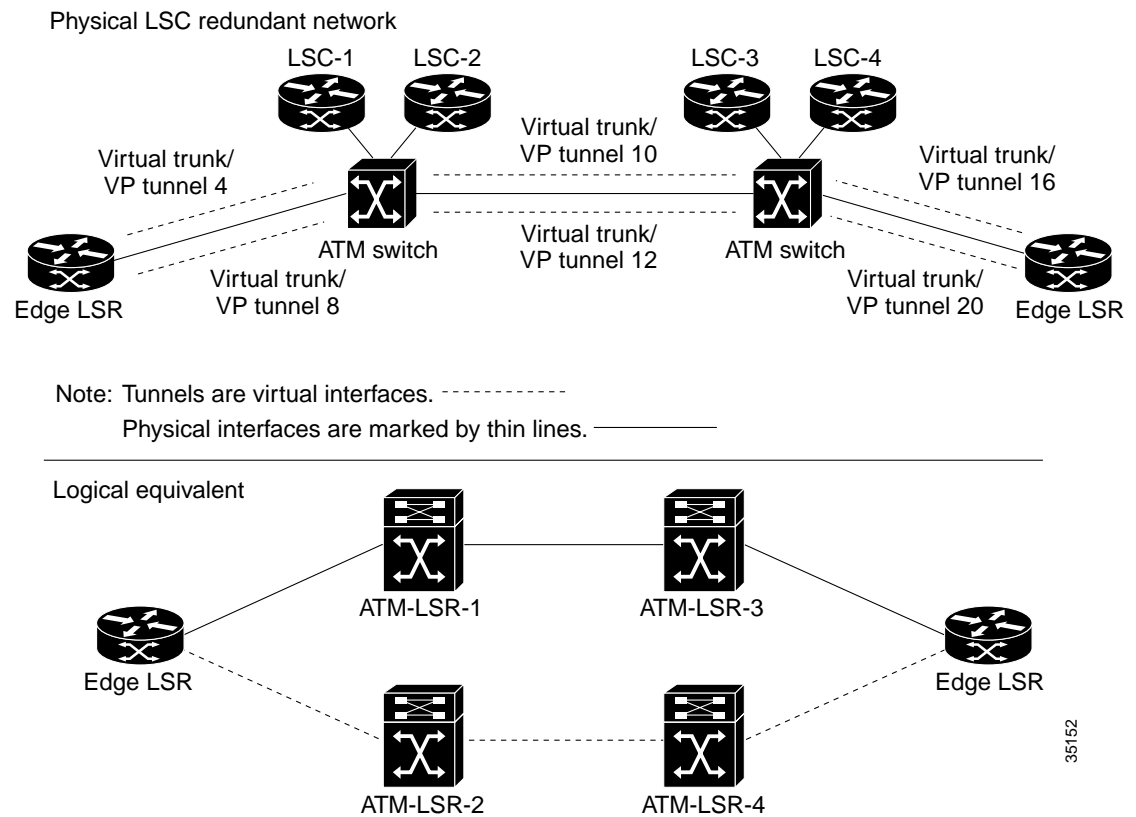 Physical LSC redundant network
LSC-1
LSC-2
LSC-3
LSC-4
Virtual trunk/
VP tunnel 4
Virtual trunk/
VP tunnel 10
Virtual trunk/
VP tunnel 16
ATM switch
Virtual trunk/
VP tunnel 12
ATM switch
Edge LSR
Virtual trunk/
VP tunnel 8
Virtual trunk/
VP tunnel 20
Edge LSR
Note: Tunnels are virtual interfaces.
Physical interfaces are marked by thin lines.
Logical equivalent
ATM-LSR-1
ATM-LSR-3
Edge LSR
Edge LSR
ATM-LSR-2
ATM-LSR-4
35152